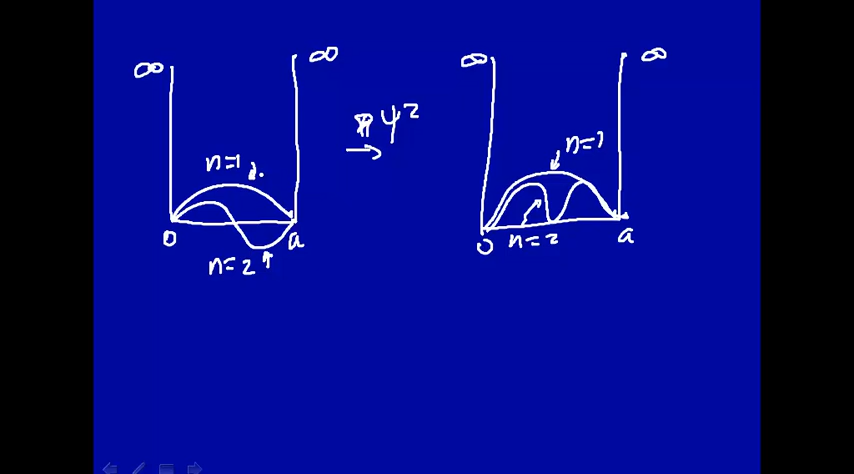 ∞ ∞
n=1
0 a
n=2
ψ²
∞ ∞
n=1
0 a
n=2